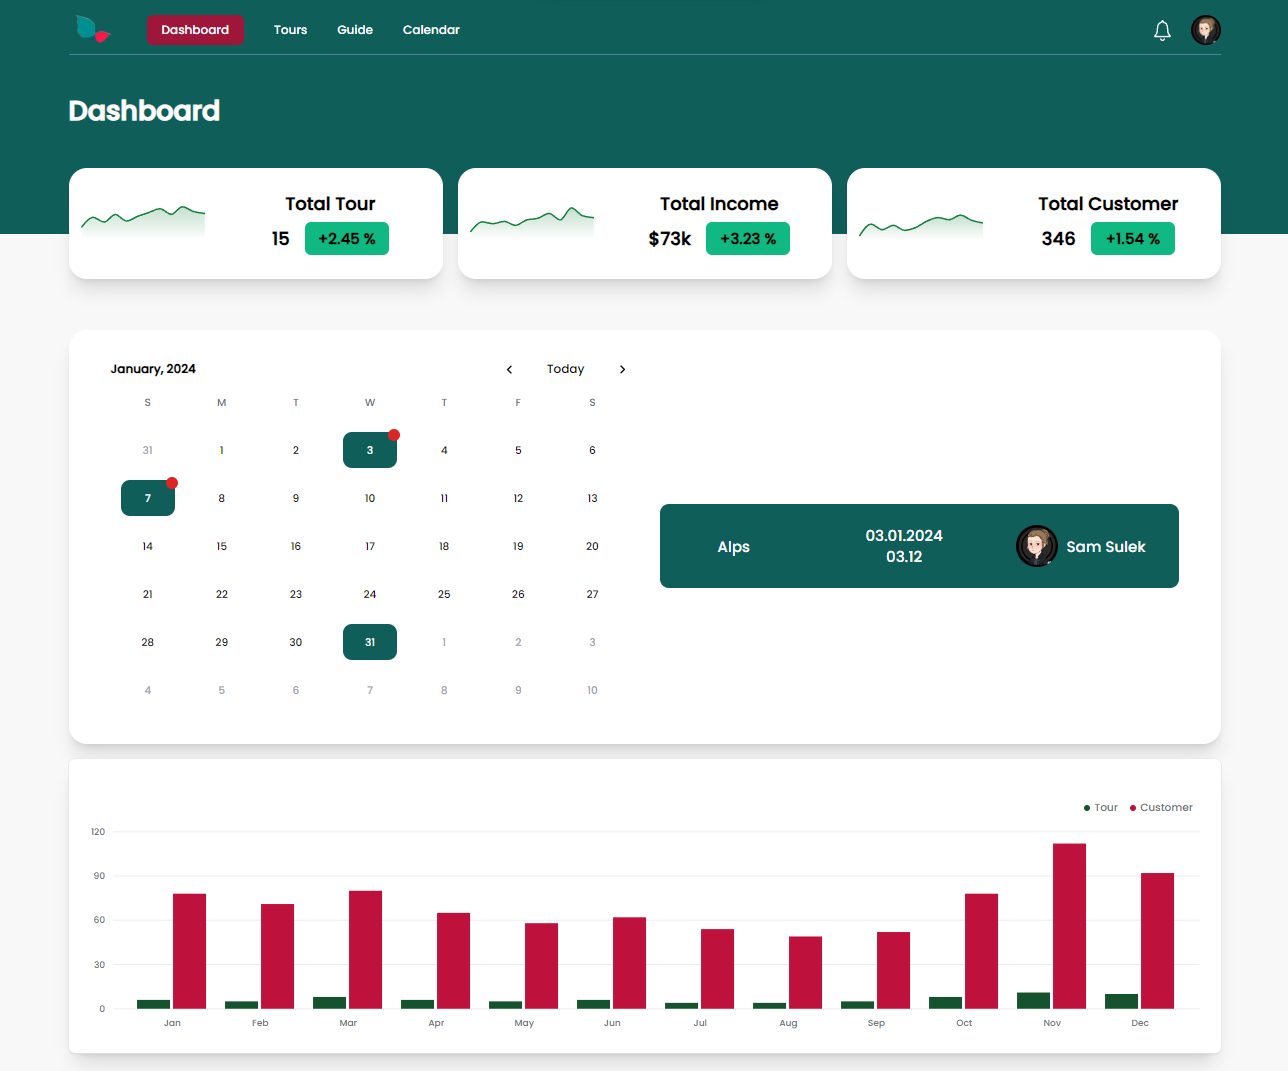 Dashboard Tours Guide Calendar
Dashboard
Total Tour
15 +2.45 %
Total Income
$73k +3.23 %
Total Customer
346 +1.54 %
January, 2024 Today
S M T W T F S
31 1 2 3 4 5 6
7 8 9 10 11 12 13
14 15 16 17 18 19 20
21 22 23 24 25 26 27
28 29 30 31 1 2 3
4 5 6 7 8 9 10
Alps
03.01.2024
03.12
Sam Sulek
Tour Customer
120
90
60
30
0
Jan Feb Mar Apr May Jun Jul Aug Sep Oct Nov Dec